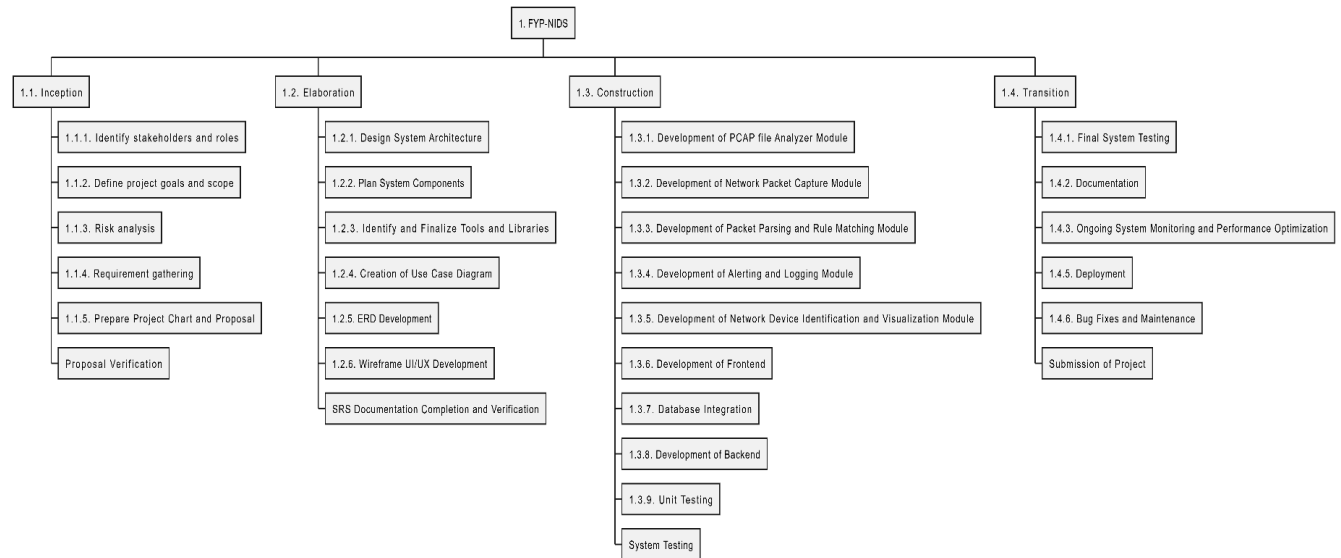 1. FYP-NIDS
1.1. Inception
1.1.1. Identify stakeholders and roles
1.1.2. Define project goals and scope
1.1.3. Risk analysis
1.1.4. Requirement gathering
1.1.5. Prepare Project Chart and Proposal
Proposal Verification
1.2. Elaboration
1.2.1. Design System Architecture
1.2.2. Plan System Components
1.2.3. Identify and Finalize Tools and Libraries
1.2.4. Creation of Use Case Diagram
1.2.5. ERD Development
1.2.6. Wireframe UI/UX Development
SRS Documentation Completion and Verification
1.3. Construction
1.3.1. Development of PCAP file Analyzer Module
1.3.2. Development of Network Packet Capture Module
1.3.3. Development of Packet Parsing and Rule Matching Module
1.3.4. Development of Alerting and Logging Module
1.3.5. Development of Network Device Identification and Visualization Module
1.3.6. Development of Frontend
1.3.7. Database Integration
1.3.8. Development of Backend
1.3.9. Unit Testing
System Testing
1.4. Transition
1.4.1. Final System Testing
1.4.2. Documentation
1.4.3. Ongoing System Monitoring and Performance Optimization
1.4.5. Deployment
1.4.6. Bug Fixes and Maintenance
Submission of Project